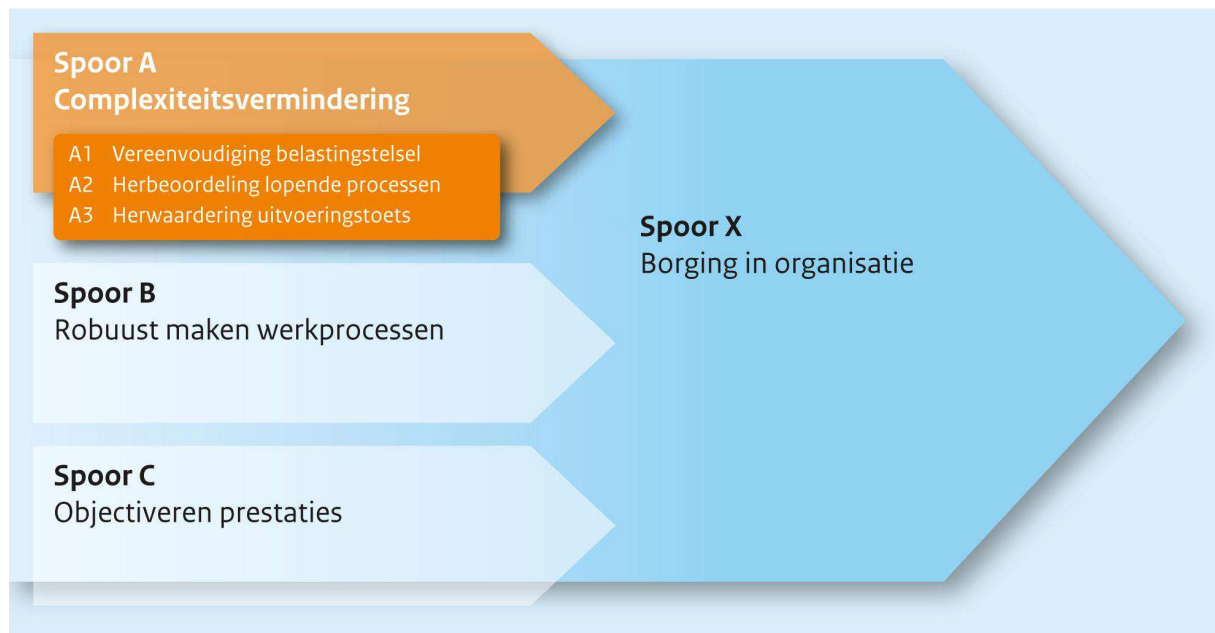 Spoor A
Complexiteitsvermindering
A1 Vereenvoudiging belastingstelsel
A2 Herbeoordeling lopende processen
A3 Herwaardering uitvoeringstoets
Spoor B
Robuust maken werkprocessen
Spoor C
Objectiveren prestaties
Spoor X
Borging in organisatie